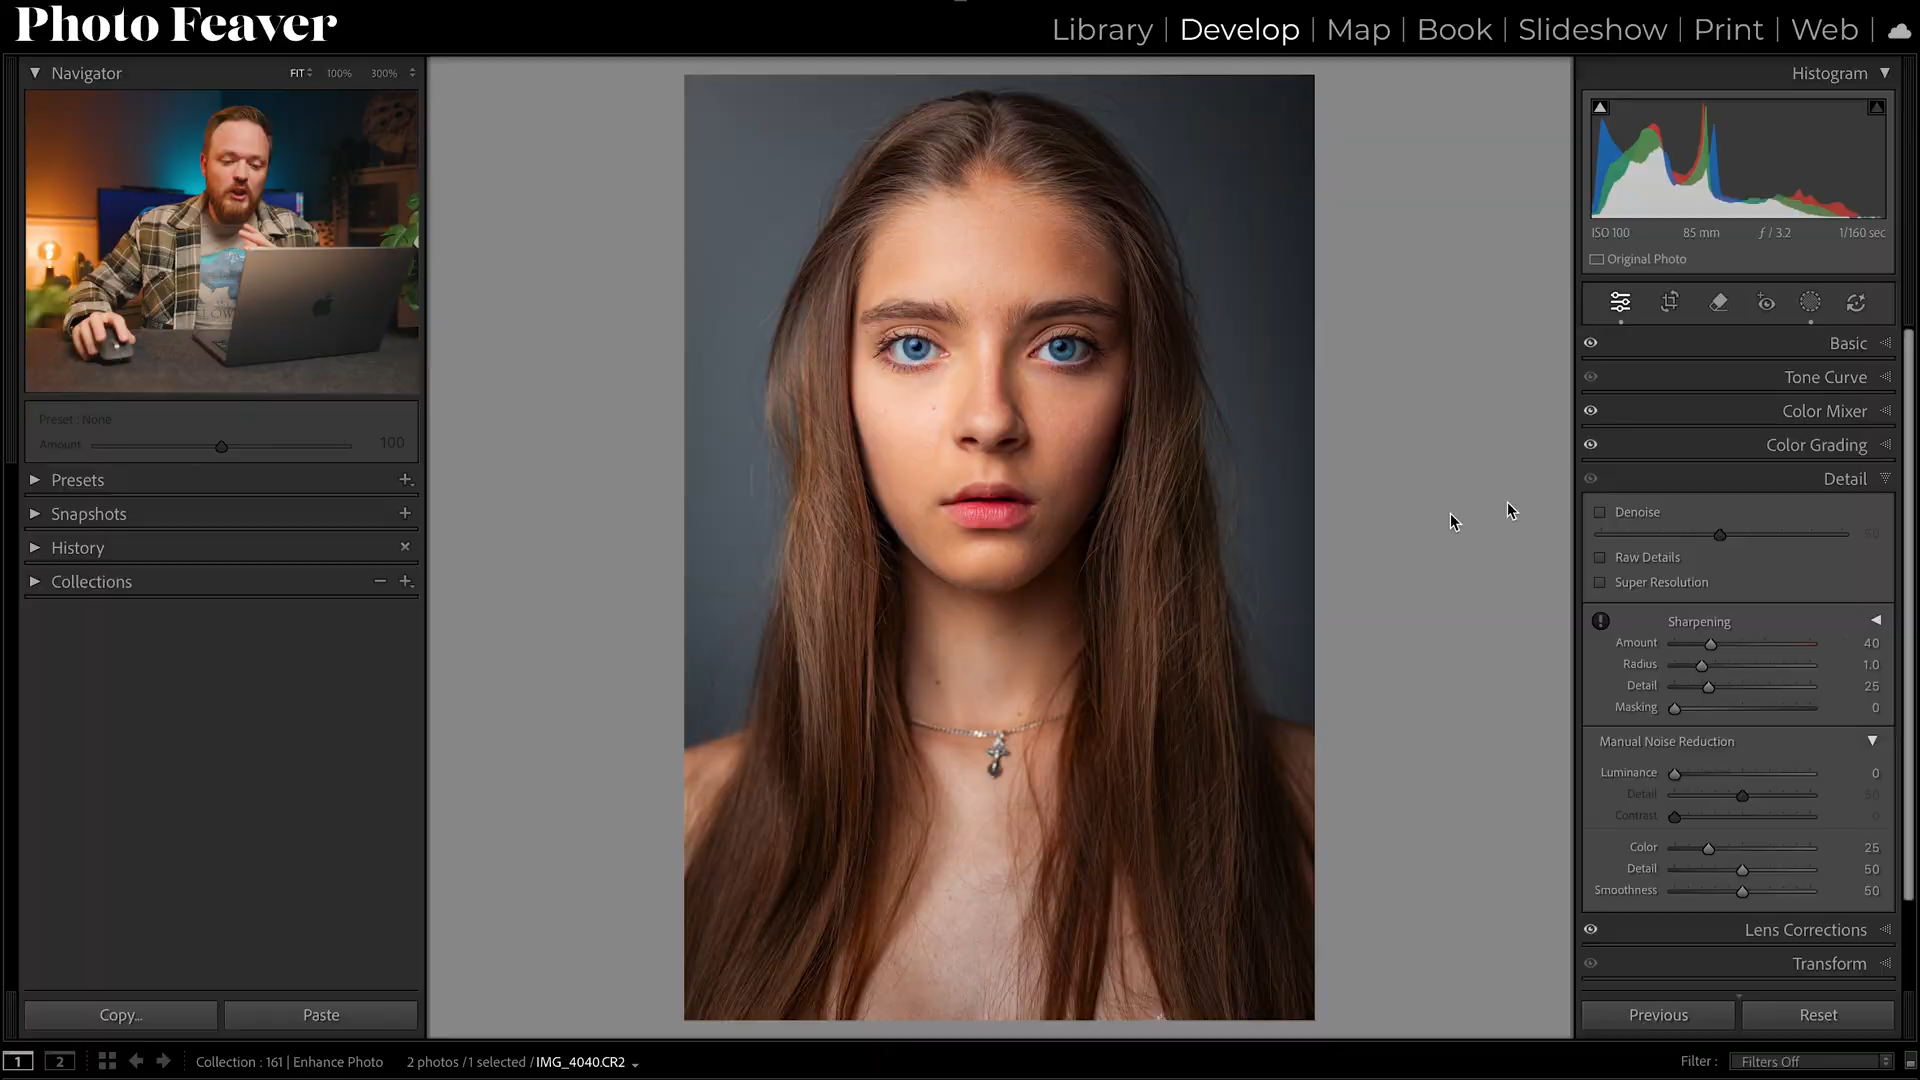 Photo Feaver
Library | Develop | Map | Book | Slideshow | Print | Web |
Navigator FIT 100% 300%
Histogram
ISO 100 85 mm ƒ / 3.2 1/160 sec
Original Photo
Preset : None
Amount 100
Presets
Snapshots
History
Collections
Basic
Tone Curve
Color Mixer
Color Grading
Detail
Denoise
50
Raw Details
Super Resolution
Sharpening
Amount 40
Radius 1.0
Detail 25
Masking 0
Manual Noise Reduction
Luminance 0
Detail 50
Contrast 0
Color 25
Detail 50
Smoothness 50
Lens Corrections
Transform
Copy... Paste
Previous Reset
1 2 Collection : 161 | Enhance Photo 2 photos / 1 selected / IMG_4040.CR2
Filter : Filters Off